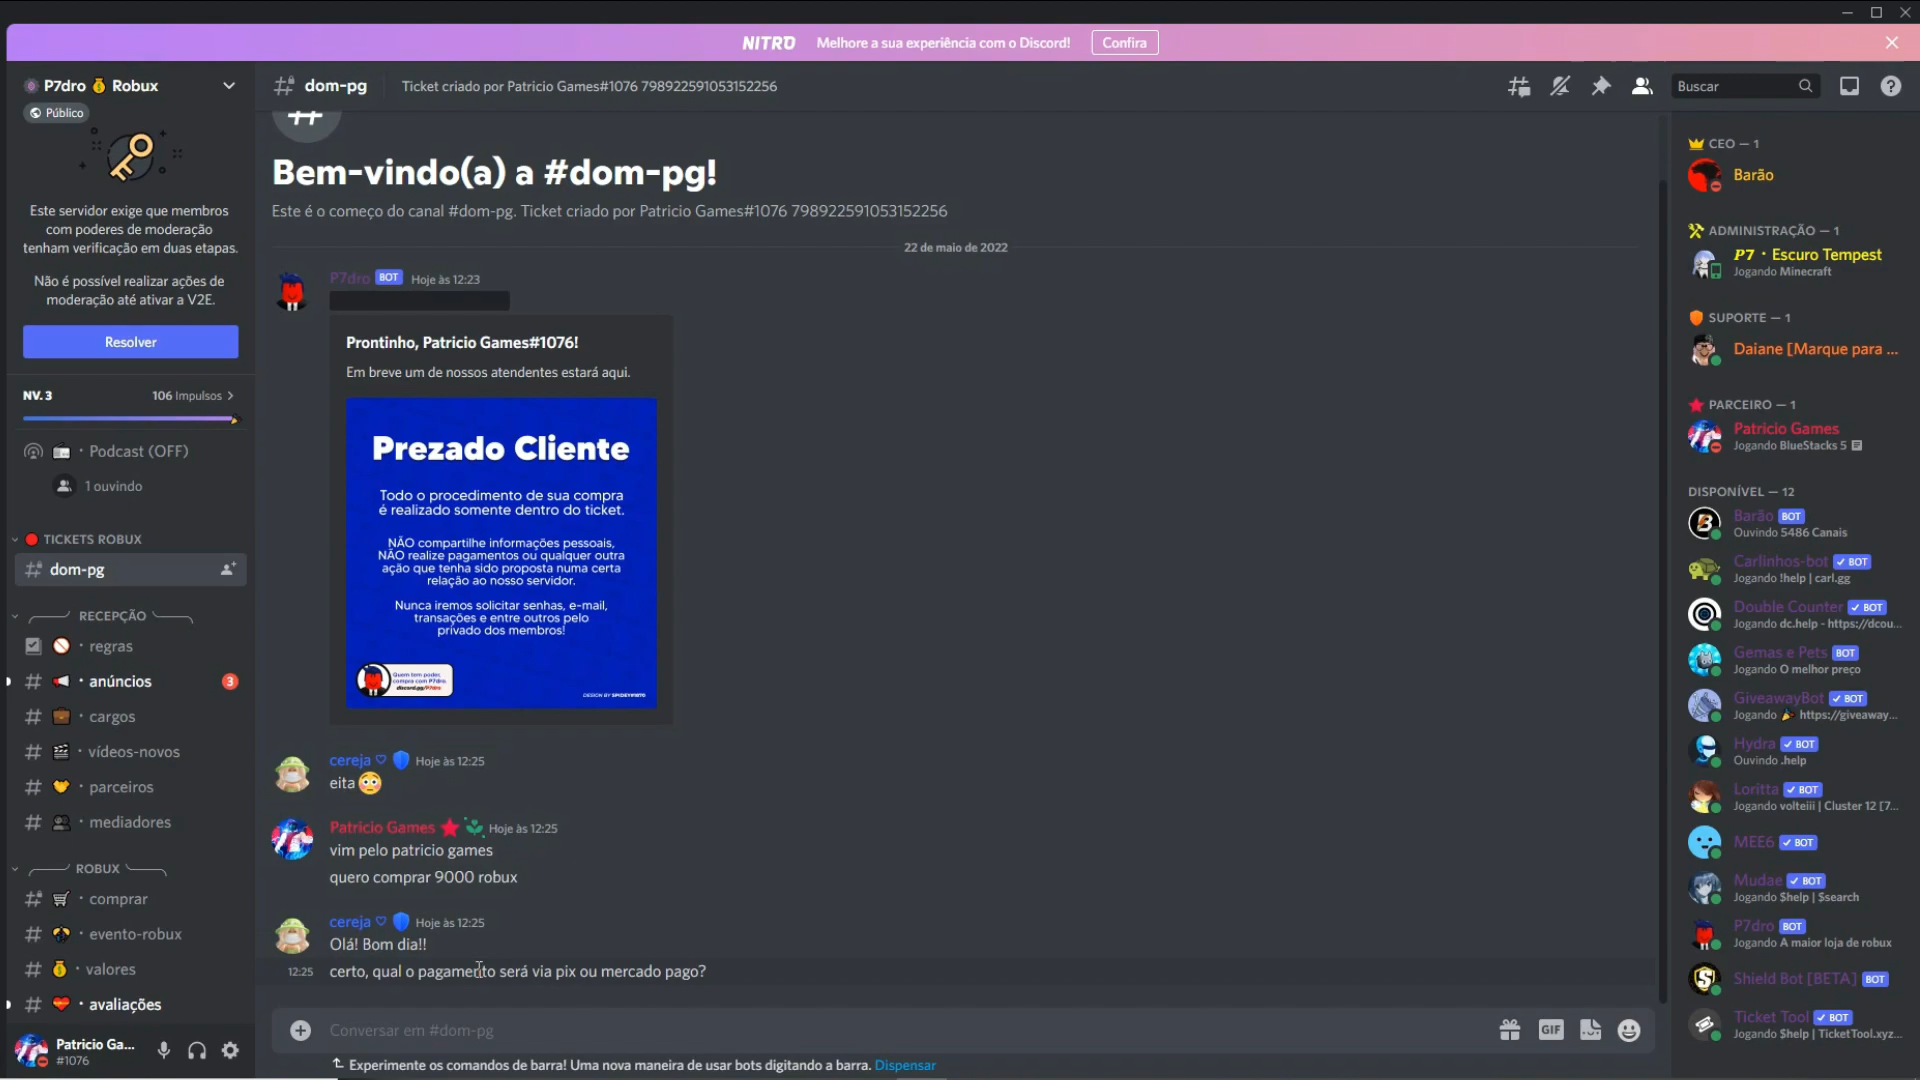 NITRO Melhore a sua experiência com o Discord! Confira
P7dro Robux
Público
Este servidor exige que membros
com poderes de moderação
tenham verificação em duas etapas.
Não é possível realizar ações de
moderação até ativar a V2E.
Resolver
NV. 3 106 Impulsos
Podcast (OFF)
1 ouvindo
TICKETS ROBUX
dom-pg
RECEPÇÃO
regras
anúncios 3
cargos
vídeos-novos
parceiros
mediadores
ROBUX
comprar
evento-robux
valores
avaliações
Patricio Ga...
#1076
dom-pg Ticket criado por Patricio Games#1076 798922591053152256
Buscar
Bem-vindo(a) a #dom-pg!
Este é o começo do canal #dom-pg. Ticket criado por Patricio Games#1076 798922591053152256
22 de maio de 2022
P7dro BOT Hoje às 12:23
Prontinho, Patricio Games#1076!
Em breve um de nossos atendentes estará aqui.
Prezado Cliente
Todo o procedimento de sua compra
é realizado somente dentro do ticket.
NÃO compartilhe informações pessoais,
NÃO realize pagamentos ou qualquer outra
ação que tenha sido proposta numa certa
relação ao nosso servidor.
Nunca iremos solicitar senhas, e-mail,
transações e entre outros pelo
privado dos membros!
Quem tem poder,
compra com P7dro.
discord.gg/P7dro
DESIGN BY
cereja Hoje às 12:25
eita
Patricio Games Hoje às 12:25
vim pelo patricio games
quero comprar 9000 robux
cereja Hoje às 12:25
Olá! Bom dia!!
12:25 certo, qual o pagamento será via pix ou mercado pago?
Conversar em #dom-pg
GIF
Experimente os comandos de barra! Uma nova maneira de usar bots digitando a barra. Dispensar
CEO — 1
Barão
ADMINISTRAÇÃO — 1
P7 · Escuro Tempest
Jogando Minecraft
SUPORTE — 1
Daiane [Marque para ...
PARCEIRO — 1
Patricio Games
Jogando BlueStacks 5
DISPONÍVEL — 12
Barão BOT
Ouvindo 5486 Canais
Carlinhos-bot BOT
Jogando !help | carl.gg
Double Counter BOT
Jogando dc.help - https://dcou...
Gemas e Pets BOT
Jogando O melhor preço
GiveawayBot BOT
Jogando https://giveaway...
Hydra BOT
Ouvindo .help
Loritta BOT
Jogando volteiii | Cluster 12 [7...
MEE6 BOT
Mudae BOT
Jogando $help | $search
P7dro BOT
Jogando A maior loja de robux
Shield Bot [BETA] BOT
Ticket Tool BOT
Jogando $help | TicketTool.xyz...